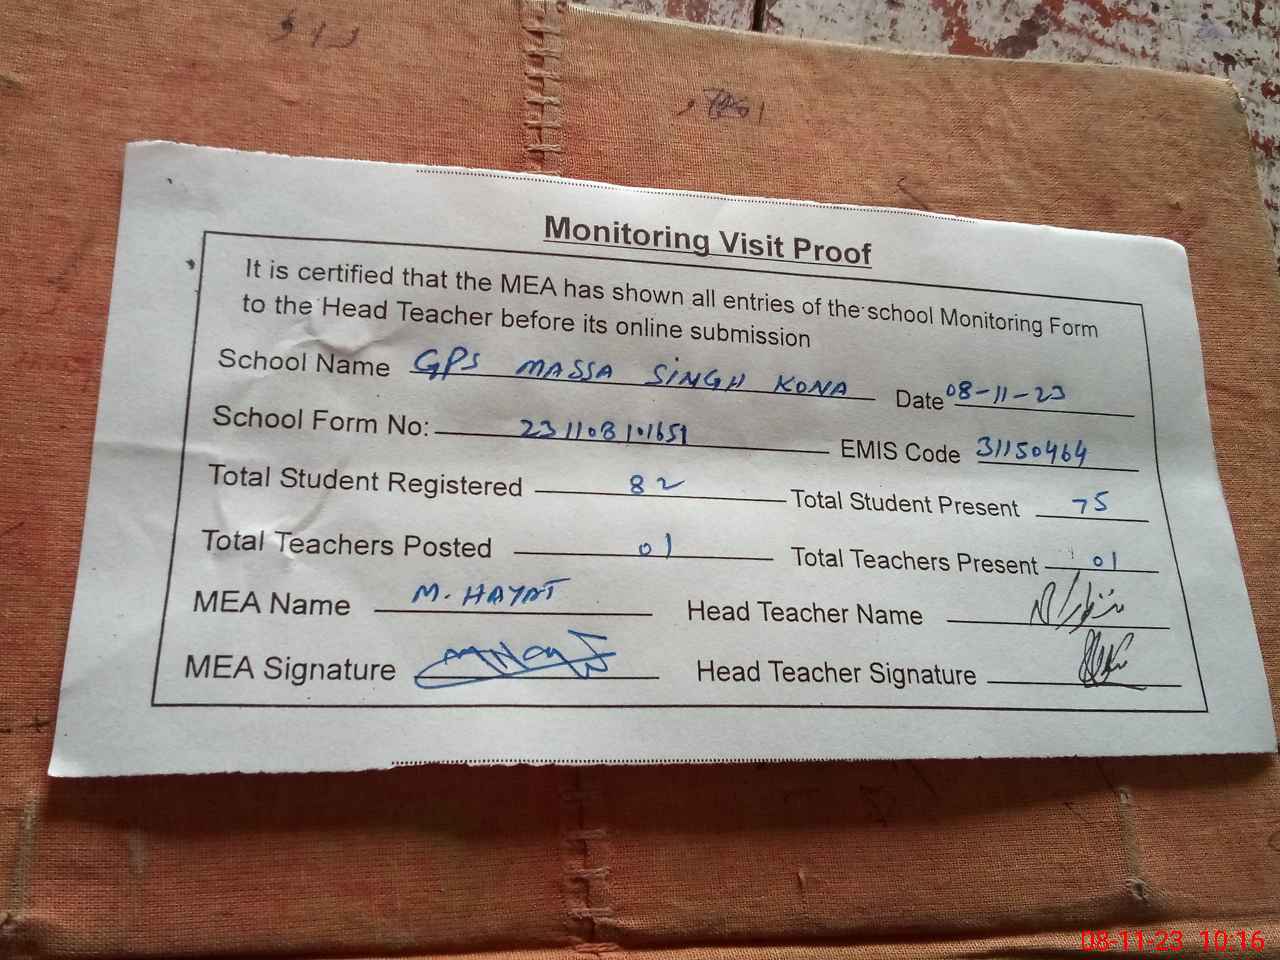 Monitoring Visit Proof
It is certified that the MEA has shown all entries of the school Monitoring Form
to the Head Teacher before its online submission
School Name GPS MASSA SINGH KONA Date 08-11-23
School Form No: 231108101651 EMIS Code 31150464
Total Student Registered 82 Total Student Present 75
Total Teachers Posted 01 Total Teachers Present 01
MEA Name M. HAYAT Head Teacher Name
MEA Signature Head Teacher Signature
08-11-23 10:16